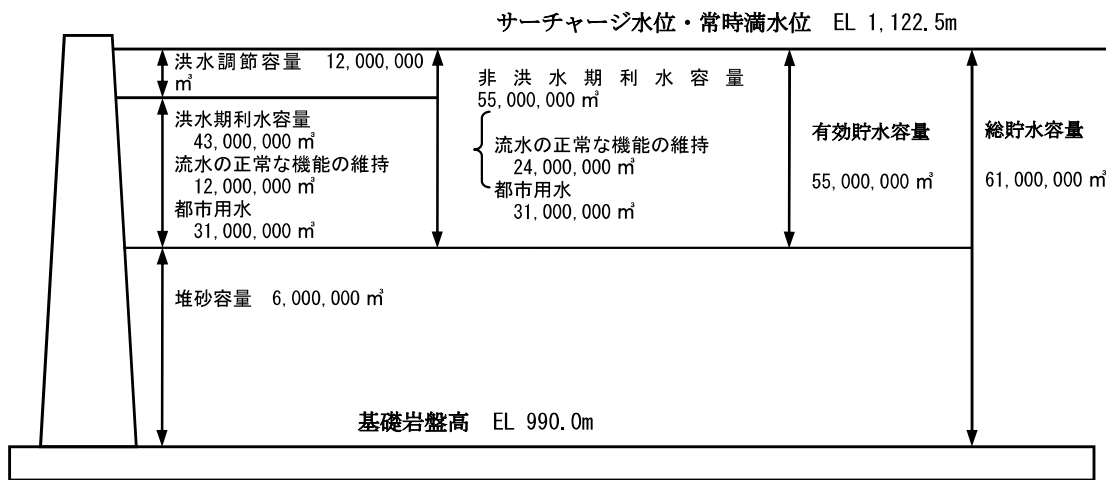 サーチャージ水位・常時満水位 EL 1,122.5m
洪水調節容量 12,000,000
㎥
洪水期利水容量
43,000,000 ㎥
流水の正常な機能の維持
12,000,000 ㎥
都市用水
31,000,000 ㎥
非洪水期利水容量
55,000,000 ㎥
流水の正常な機能の維持
24,000,000 ㎥
都市用水
31,000,000 ㎥
有効貯水容量
55,000,000 ㎥
総貯水容量
61,000,000 ㎥
堆砂容量 6,000,000 ㎥
基礎岩盤高 EL 990.0m